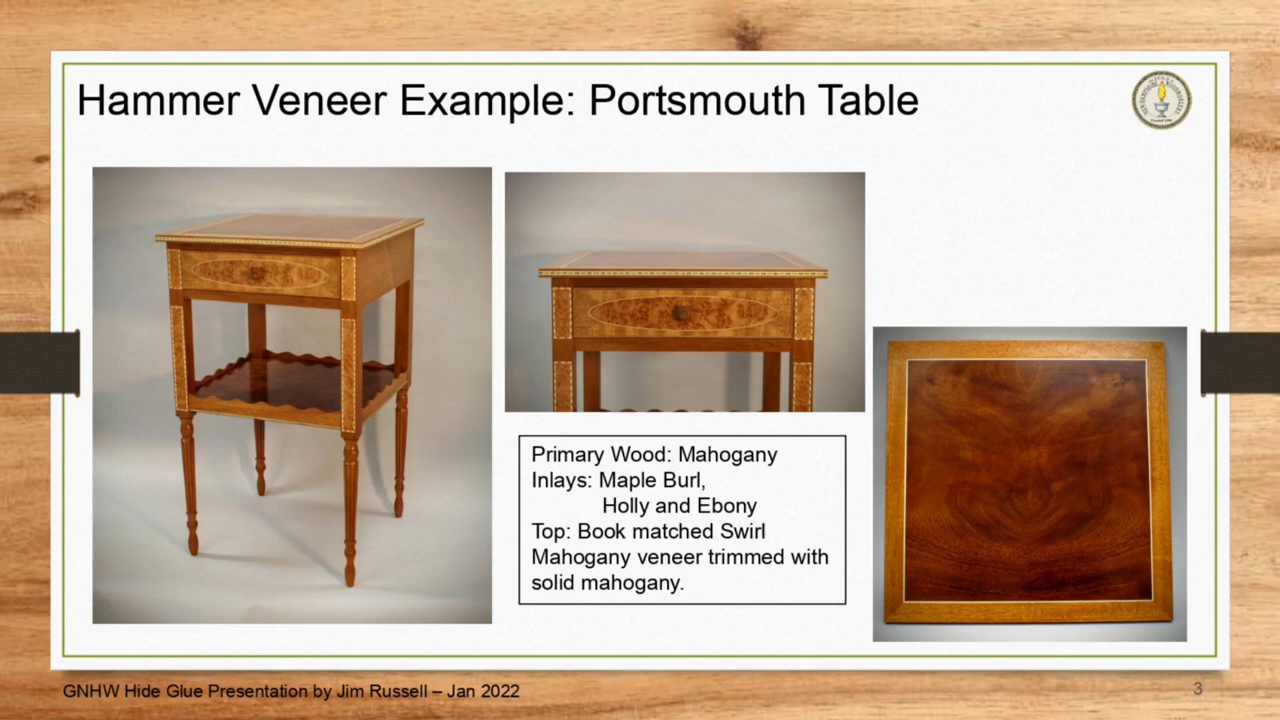 Hammer Veneer Example: Portsmouth Table
Primary Wood: Mahogany
Inlays: Maple Burl,
Holly and Ebony
Top: Book matched Swirl
Mahogany veneer trimmed with
solid mahogany.
GNHW Hide Glue Presentation by Jim Russell – Jan 2022
3